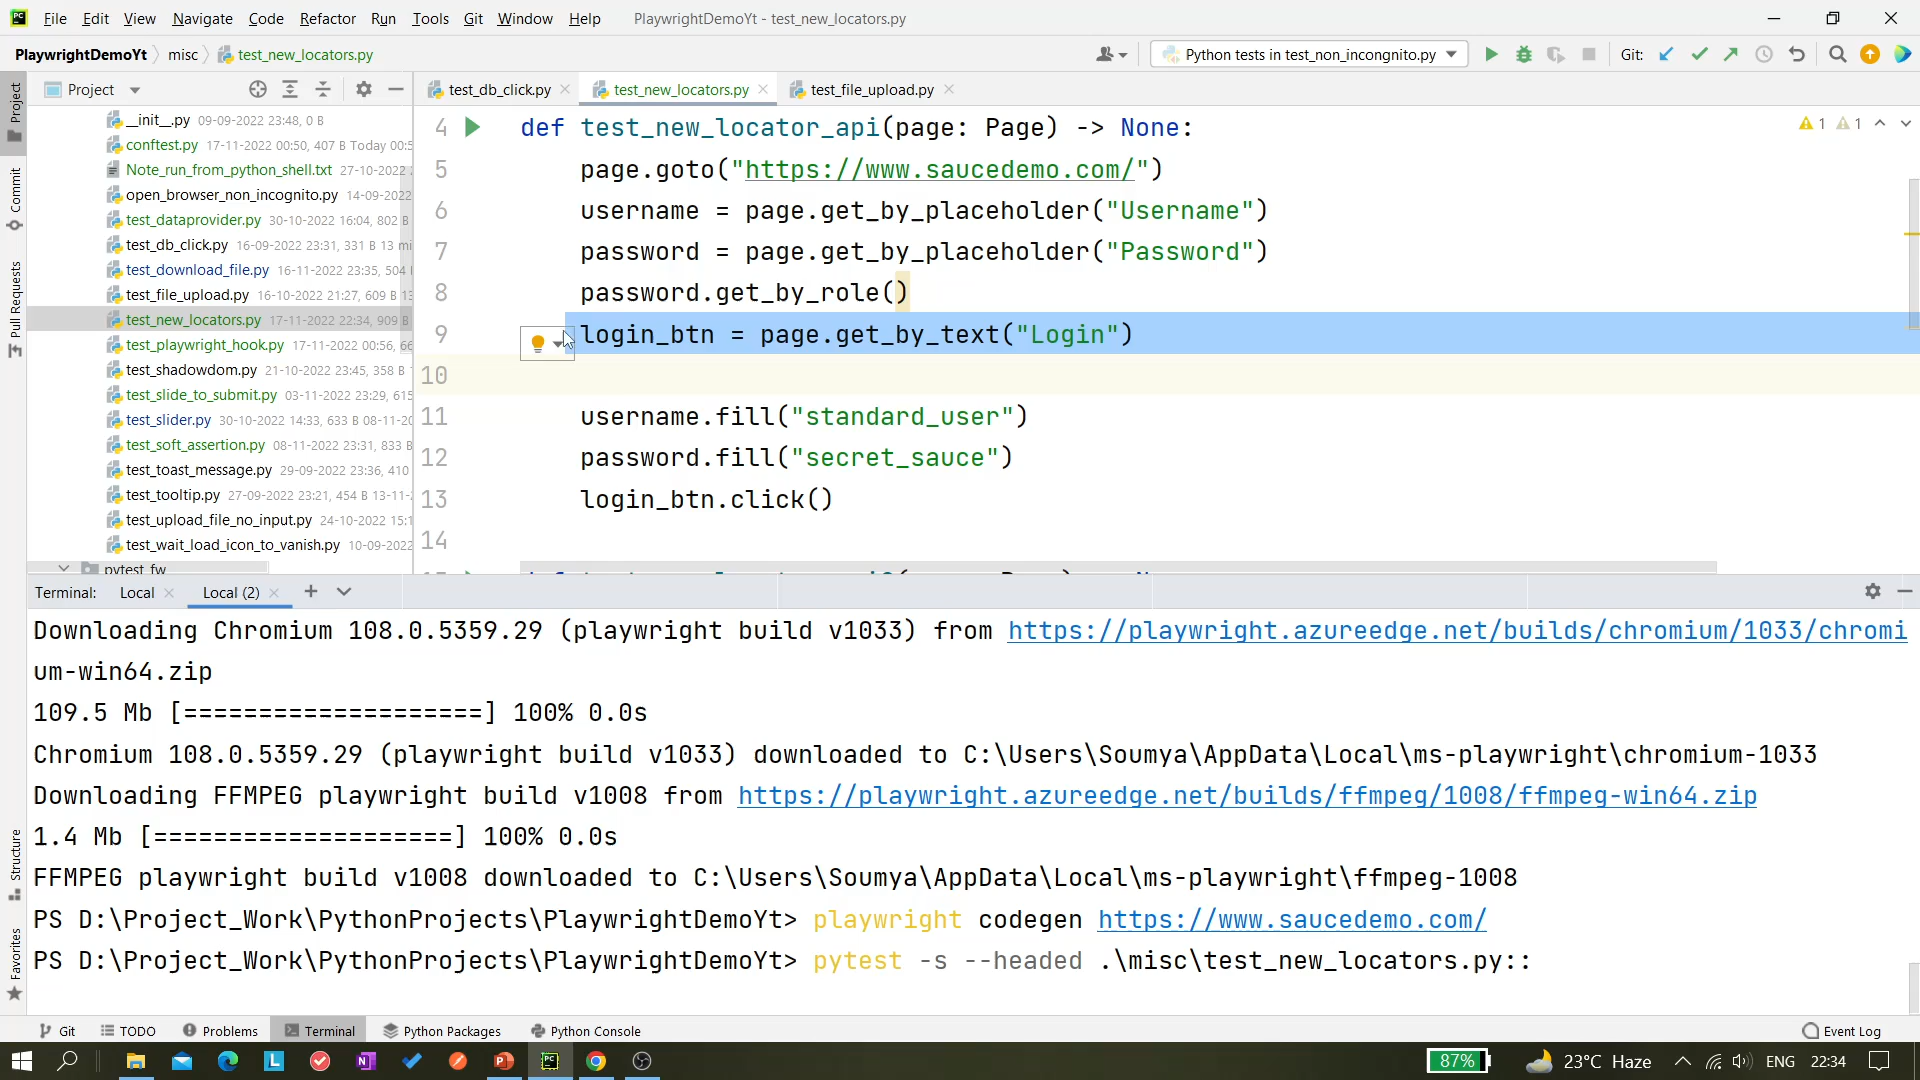 File Edit View Navigate Code Refactor Run Tools Git Window Help PlaywrightDemoYt - test_new_locators.py
PlaywrightDemoYt misc test_new_locators.py Python tests in test_non_incongnito.py Git:
Project test_db_click.py test_new_locators.py test_file_upload.py
__init__.py 09-09-2022 23:48, 0 B
conftest.py 17-11-2022 00:50, 407 B Today 00:5
Note_run_from_python_shell.txt 27-10-2022
open_browser_non_incognito.py 14-09-2022
test_dataprovider.py 30-10-2022 16:04, 802 B
test_db_click.py 16-09-2022 23:31, 331 B 13 mi
test_download_file.py 16-11-2022 23:35, 504
test_file_upload.py 16-10-2022 21:27, 609 B 13
test_new_locators.py 17-11-2022 22:34, 909 B
test_playwright_hook.py 17-11-2022 00:56, 66
test_shadowdom.py 21-10-2022 23:45, 358 B
test_slide_to_submit.py 03-11-2022 23:29, 615
test_slider.py 30-10-2022 14:33, 633 B 08-11-20
test_soft_assertion.py 08-11-2022 23:31, 833 B
test_toast_message.py 29-09-2022 23:36, 410
test_tooltip.py 27-09-2022 23:21, 454 B 13-11-
test_upload_file_no_input.py 24-10-2022 15:1
test_wait_load_icon_to_vanish.py 10-09-2022
pytest_fw
Project
Commit
Pull Requests
Structure
Favorites
4 def test_new_locator_api(page: Page) -> None:
5 page.goto("https://www.saucedemo.com/")
6 username = page.get_by_placeholder("Username")
7 password = page.get_by_placeholder("Password")
8 password.get_by_role()
9 login_btn = page.get_by_text("Login")
10
11 username.fill("standard_user")
12 password.fill("secret_sauce")
13 login_btn.click()
14
1 1
Terminal: Local Local (2)
Downloading Chromium 108.0.5359.29 (playwright build v1033) from https://playwright.azureedge.net/builds/chromium/1033/chromi
um-win64.zip
109.5 Mb [====================] 100% 0.0s
Chromium 108.0.5359.29 (playwright build v1033) downloaded to C:\Users\Soumya\AppData\Local\ms-playwright\chromium-1033
Downloading FFMPEG playwright build v1008 from https://playwright.azureedge.net/builds/ffmpeg/1008/ffmpeg-win64.zip
1.4 Mb [====================] 100% 0.0s
FFMPEG playwright build v1008 downloaded to C:\Users\Soumya\AppData\Local\ms-playwright\ffmpeg-1008
PS D:\Project_Work\PythonProjects\PlaywrightDemoYt> playwright codegen https://www.saucedemo.com/
PS D:\Project_Work\PythonProjects\PlaywrightDemoYt> pytest -s --headed .\misc\test_new_locators.py::
Git TODO Problems Terminal Python Packages Python Console Event Log
87% 23°C Haze ENG 22:34